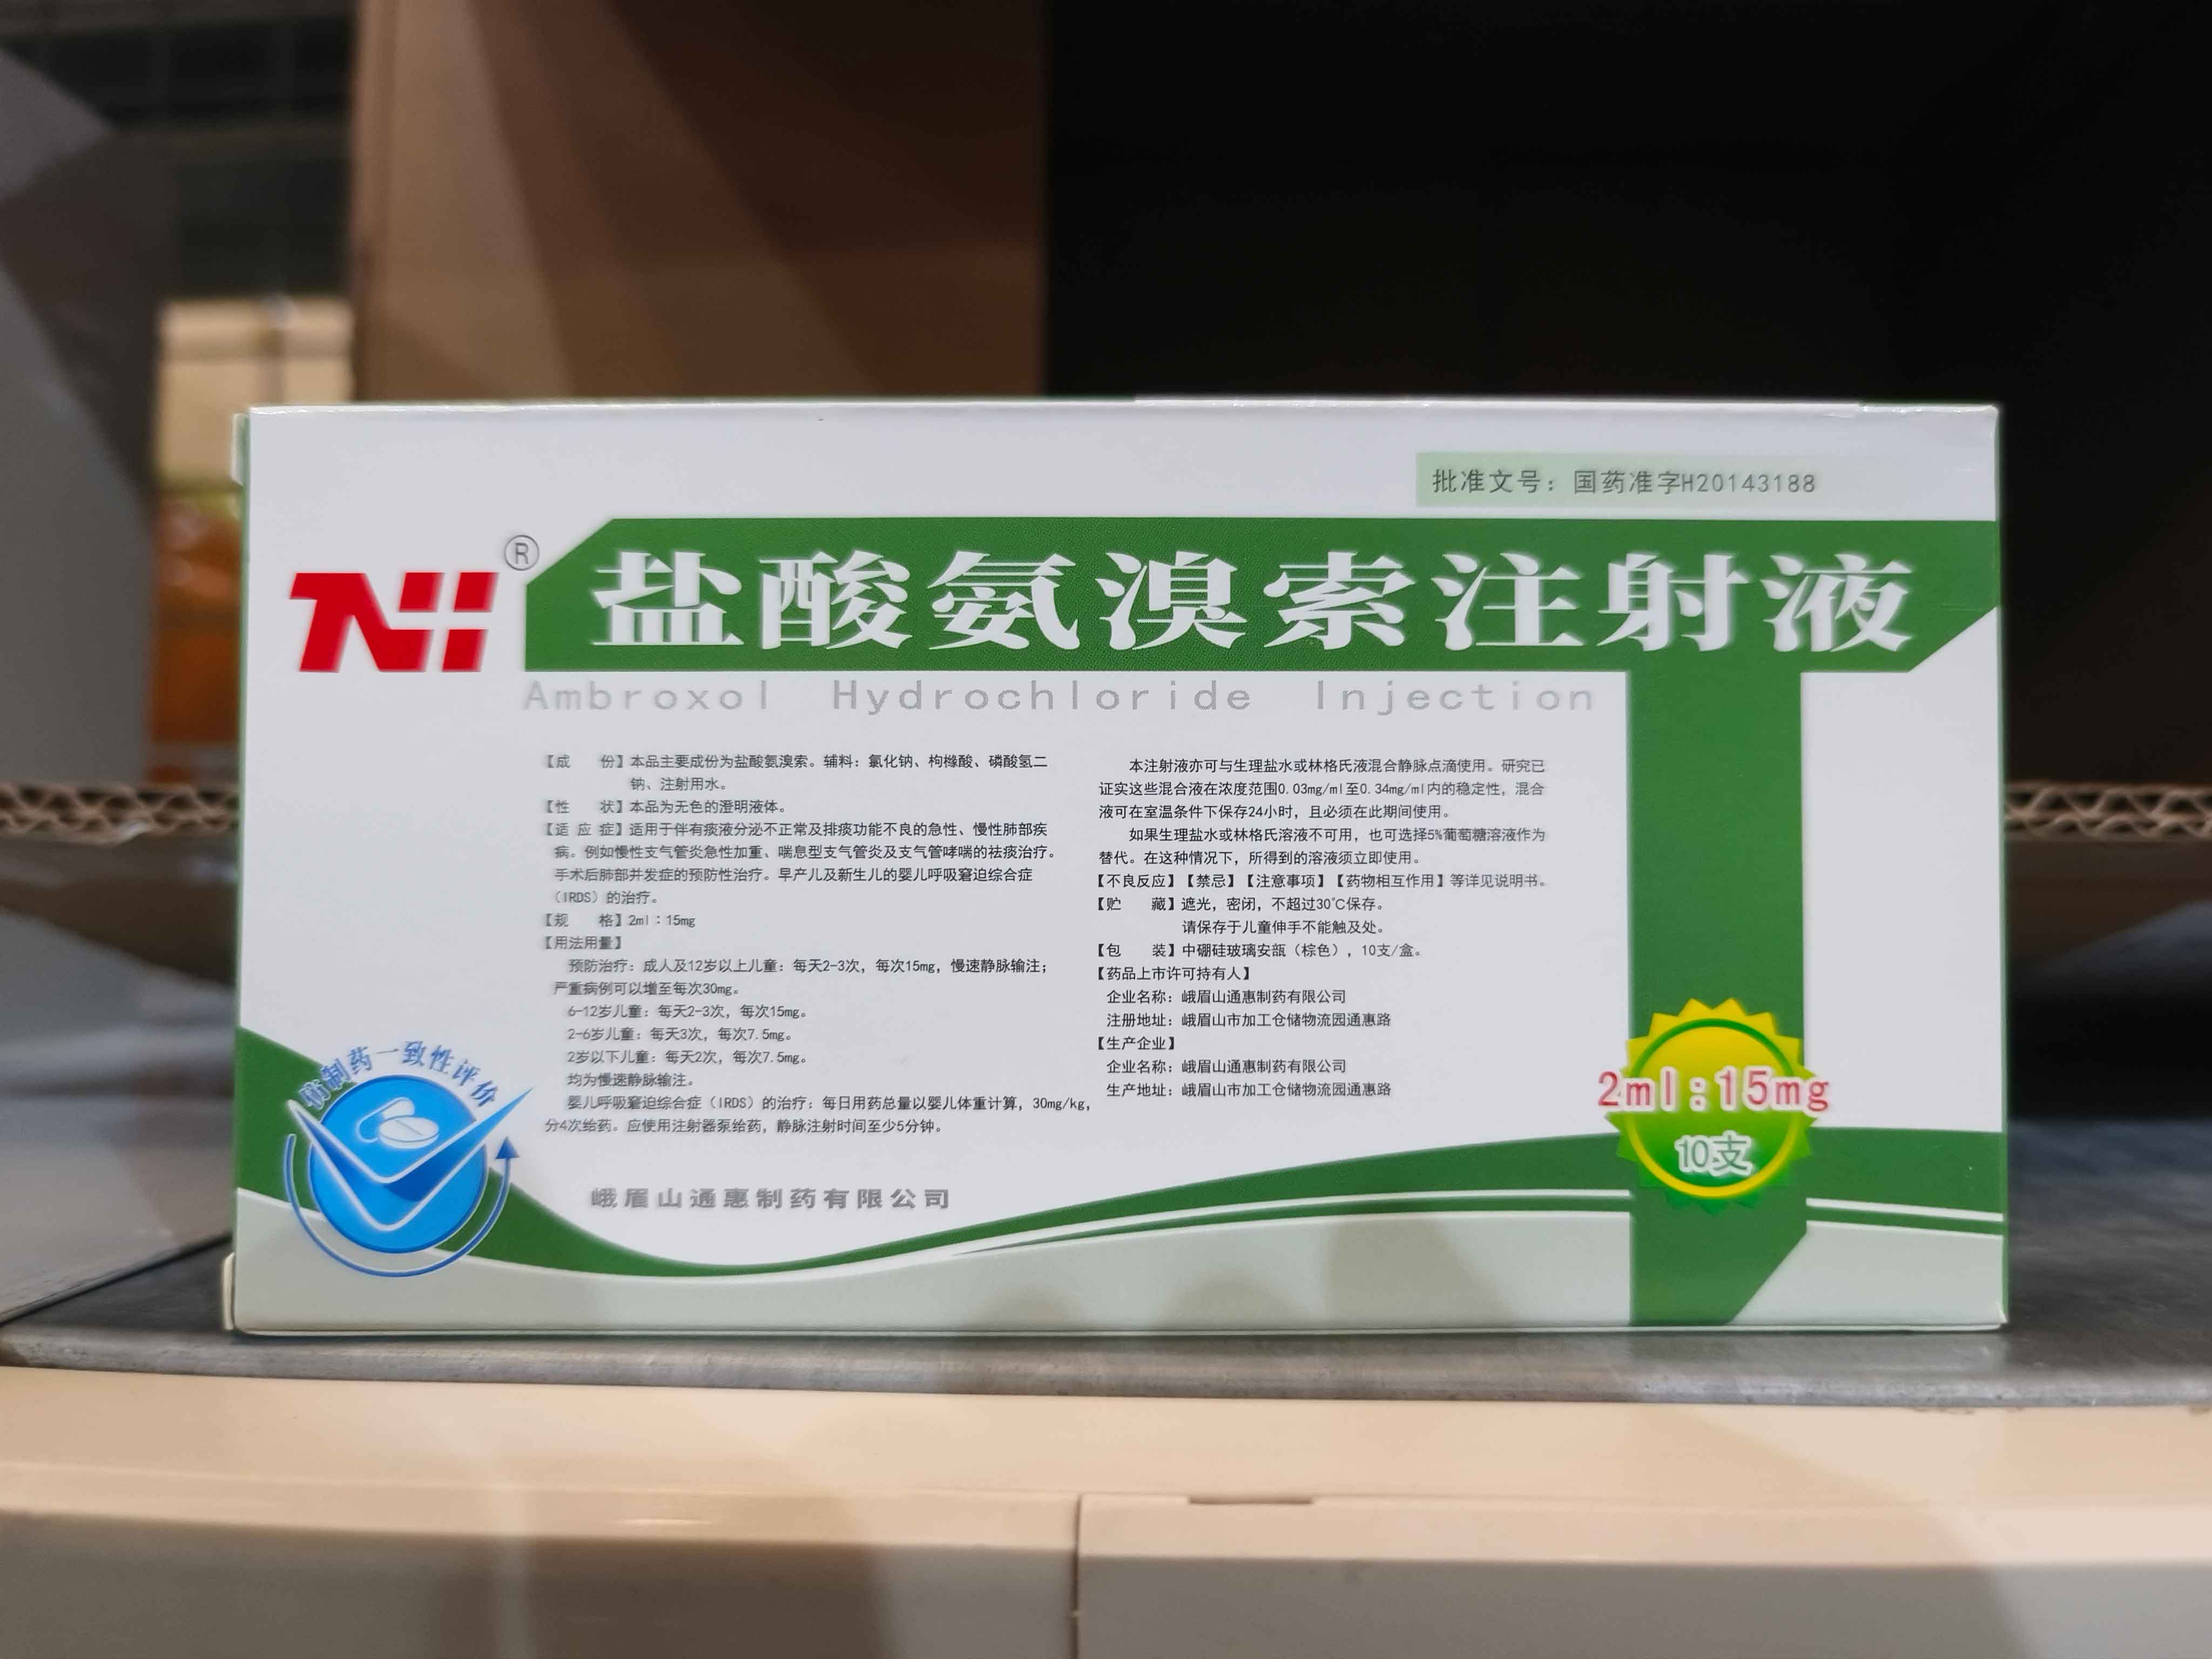 批准文号：国药准字H20143188
NH®
盐酸氨溴索注射液
Ambroxol Hydrochloride Injection
【成　份】本品主要成份为盐酸氨溴索。辅料：氯化钠、枸橼酸、磷酸氢二
钠、注射用水。
【性　状】本品为无色的澄明液体。
【适 应 症】适用于伴有痰液分泌不正常及排痰功能不良的急性、慢性肺部疾
病。例如慢性支气管炎急性加重、喘息型支气管炎及支气管哮喘的祛痰治疗。
手术后肺部并发症的预防性治疗。早产儿及新生儿的婴儿呼吸窘迫综合症
（IRDS）的治疗。
【规　格】2ml：15mg
【用法用量】
预防治疗：成人及12岁以上儿童：每天2-3次，每次15mg，慢速静脉输注；
严重病例可以增至每次30mg。
6-12岁儿童：每天2-3次，每次15mg。
2-6岁儿童：每天3次，每次7.5mg。
2岁以下儿童：每天2次，每次7.5mg。
均为慢速静脉输注。
婴儿呼吸窘迫综合症（IRDS）的治疗：每日用药总量以婴儿体重计算，30mg/kg，
分4次给药。应使用注射器泵给药，静脉注射时间至少5分钟。
本注射液亦可与生理盐水或林格氏液混合静脉点滴使用。研究已
证实这些混合液在浓度范围0.03mg/ml至0.34mg/ml内的稳定性，混合
液可在室温条件下保存24小时，且必须在此期间使用。
如果生理盐水或林格氏溶液不可用，也可选择5%葡萄糖溶液作为
替代。在这种情况下，所得到的溶液须立即使用。
【不良反应】【禁忌】【注意事项】【药物相互作用】等详见说明书。
【贮　藏】遮光，密闭，不超过30℃保存。
请保存于儿童伸手不能触及处。
【包　装】中硼硅玻璃安瓿（棕色），10支/盒。
【药品上市许可持有人】
企业名称：峨眉山通惠制药有限公司
注册地址：峨眉山市加工仓储物流园通惠路
【生产企业】
企业名称：峨眉山通惠制药有限公司
生产地址：峨眉山市加工仓储物流园通惠路
仿制药一致性评价
2ml:15mg
10支
峨眉山通惠制药有限公司